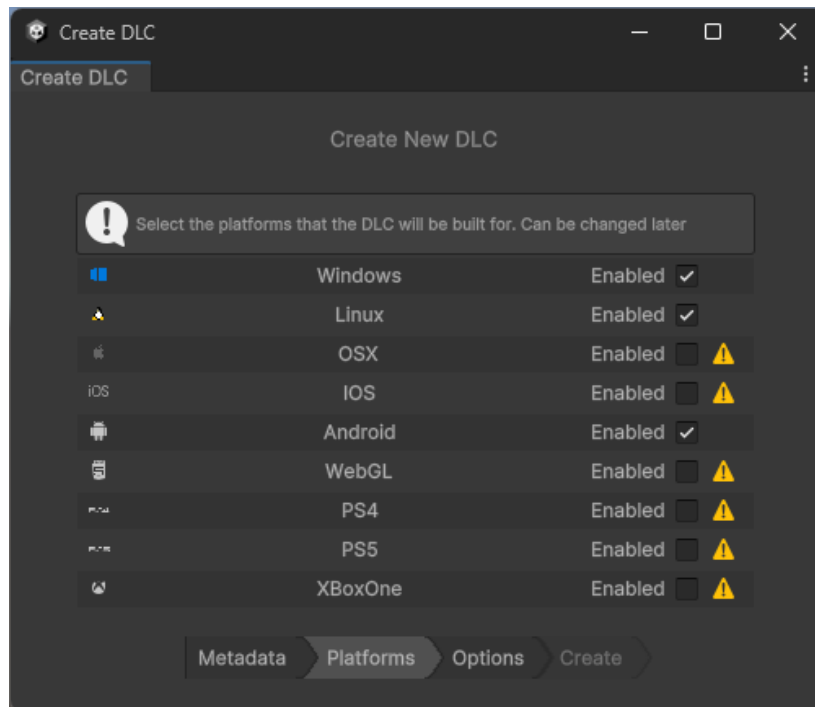 Create DLC
Create DLC
Create New DLC
Select the platforms that the DLC will be built for. Can be changed later
Windows Enabled
Linux Enabled
OSX Enabled
iOS IOS Enabled
Android Enabled
WebGL Enabled
PS4 Enabled
PS5 Enabled
XBoxOne Enabled
Metadata Platforms Options Create